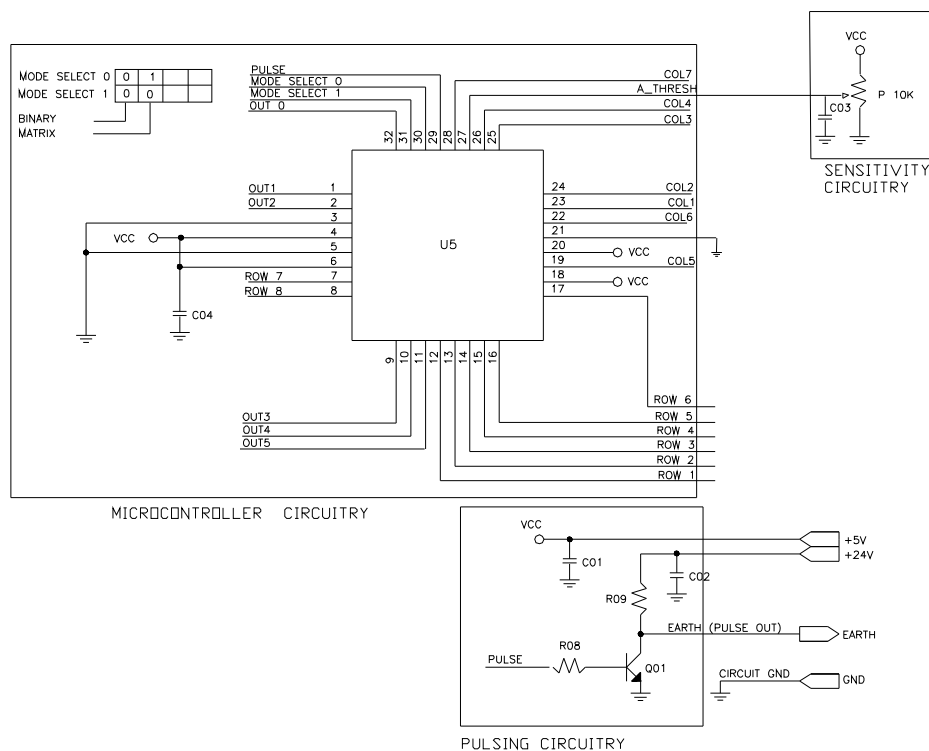 VCC
P 10K
C03
SENSITIVITY
CIRCUITRY
MODE SELECT 0 0 1
MODE SELECT 1 0 0
BINARY
MATRIX
PULSE
MODE SELECT 0
MODE SELECT 1
OUT 0
COL7
A_THRESH
COL4
COL3
32 31 30 29 28 27 26 25
OUT1 1
OUT2 2
3
VCC 4
5
6
ROW 7 7
ROW 8 8
C04
U5
24 COL2
23 COL1
22 COL6
21
20 VCC
19 COL5
18 VCC
17
9 10 11 12 13 14 15 16
OUT3
OUT4
OUT5
ROW 6
ROW 5
ROW 4
ROW 3
ROW 2
ROW 1
MICROCONTROLLER CIRCUITRY
VCC
+5V
+24V
C01
C02
R09
EARTH (PULSE OUT)
EARTH
R08
PULSE
Q01
CIRCUIT GND
GND
PULSING CIRCUITRY